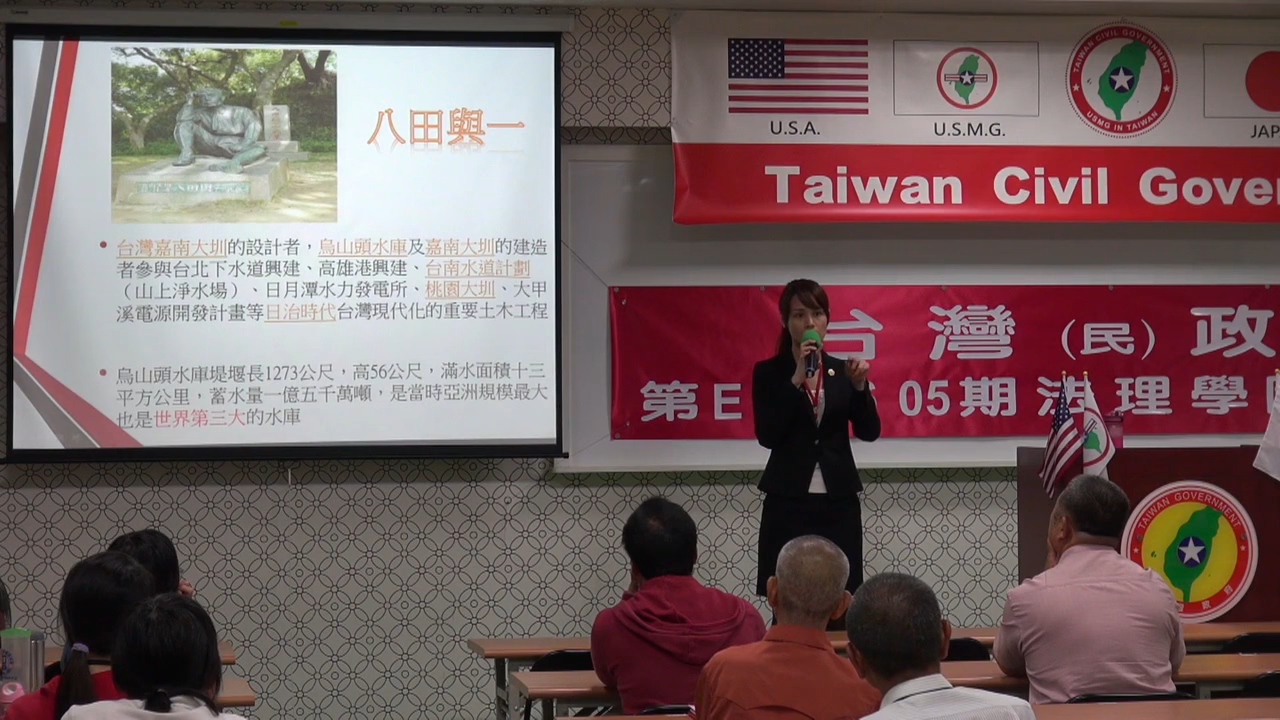 八田與一
台灣嘉南大圳的設計者，烏山頭水庫及嘉南大圳的建造
者參與台北下水道興建、高雄港興建、台南水道計劃
（山上淨水場）、日月潭水力發電所、桃園大圳、大甲
溪電源開發計畫等日治時代台灣現代化的重要土木工程
烏山頭水庫堤堰長1273公尺，高56公尺，滿水面積十三
平方公里，蓄水量一億五千萬噸，是當時亞洲規模最大
也是世界第三大的水庫
U.S.A.
U.S.M.G.
TAIWAN CIVIL GOVERNMENT
USMG IN TAIWAN
JAP
Taiwan Civil Gover
台灣（民）政
第E 05期法理學
TAIWAN GOVERNMENT